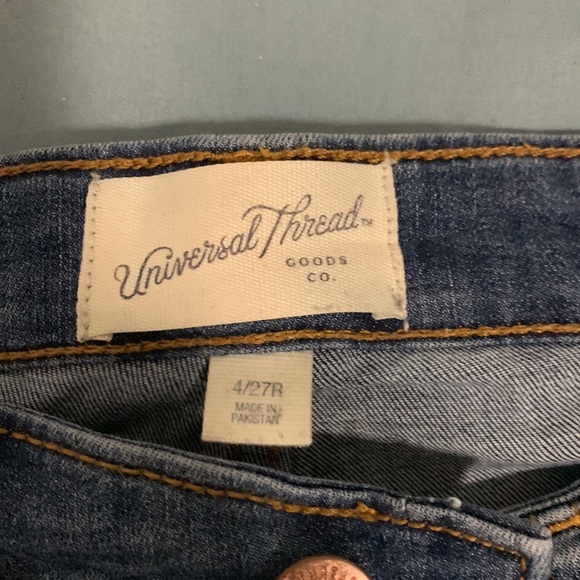 Universal Thread™
GOODS
CO.
4/27R
MADE IN
PAKISTAN